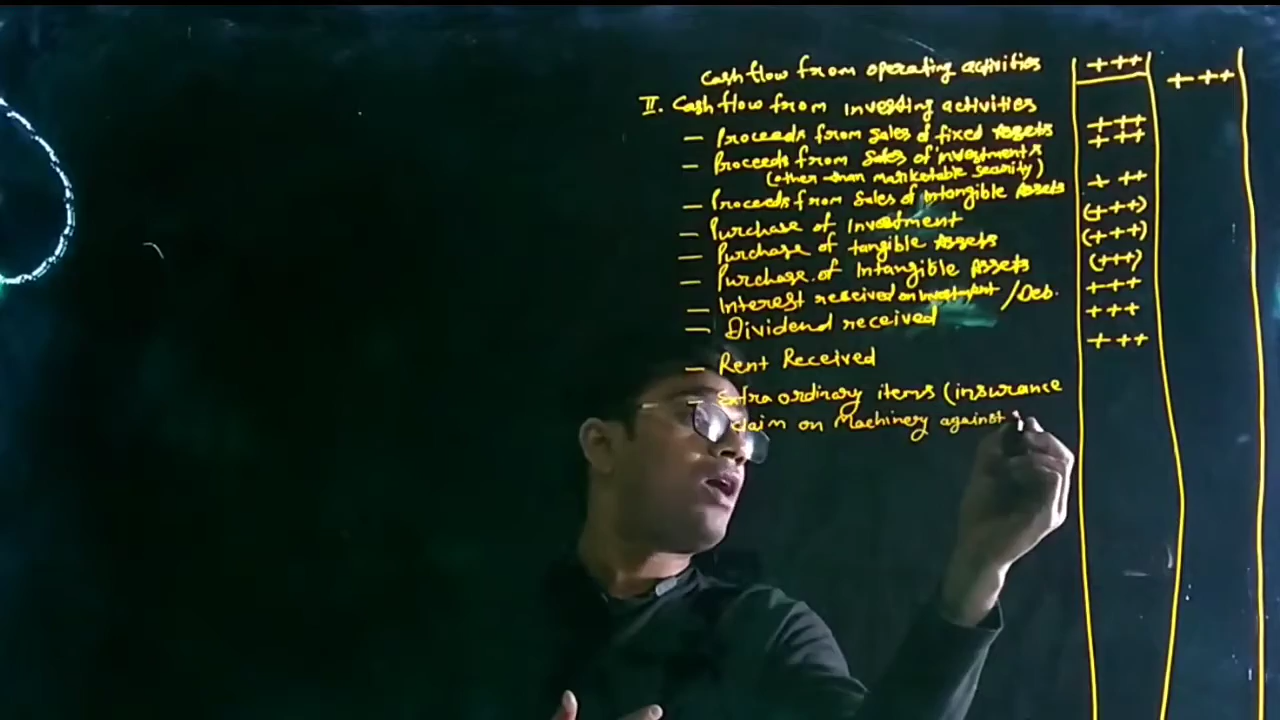 Cash flow from operating activities +++ +++
II. Cash flow from investing activities
— Proceeds from Sales of fixed Assets +++
— Proceeds from Sales of investments +++
(other than marketable security)
— Proceeds from Sales of Intangible Assets +++
— Purchase of Investment (+++)
— Purchase of tangible Assets (+++)
— Purchase of Intangible Assets (+++)
— Interest received on Investment / Deb. +++
— Dividend received +++
— Rent Received +++
— Extra ordinary items (insurance
claim on Machinery against